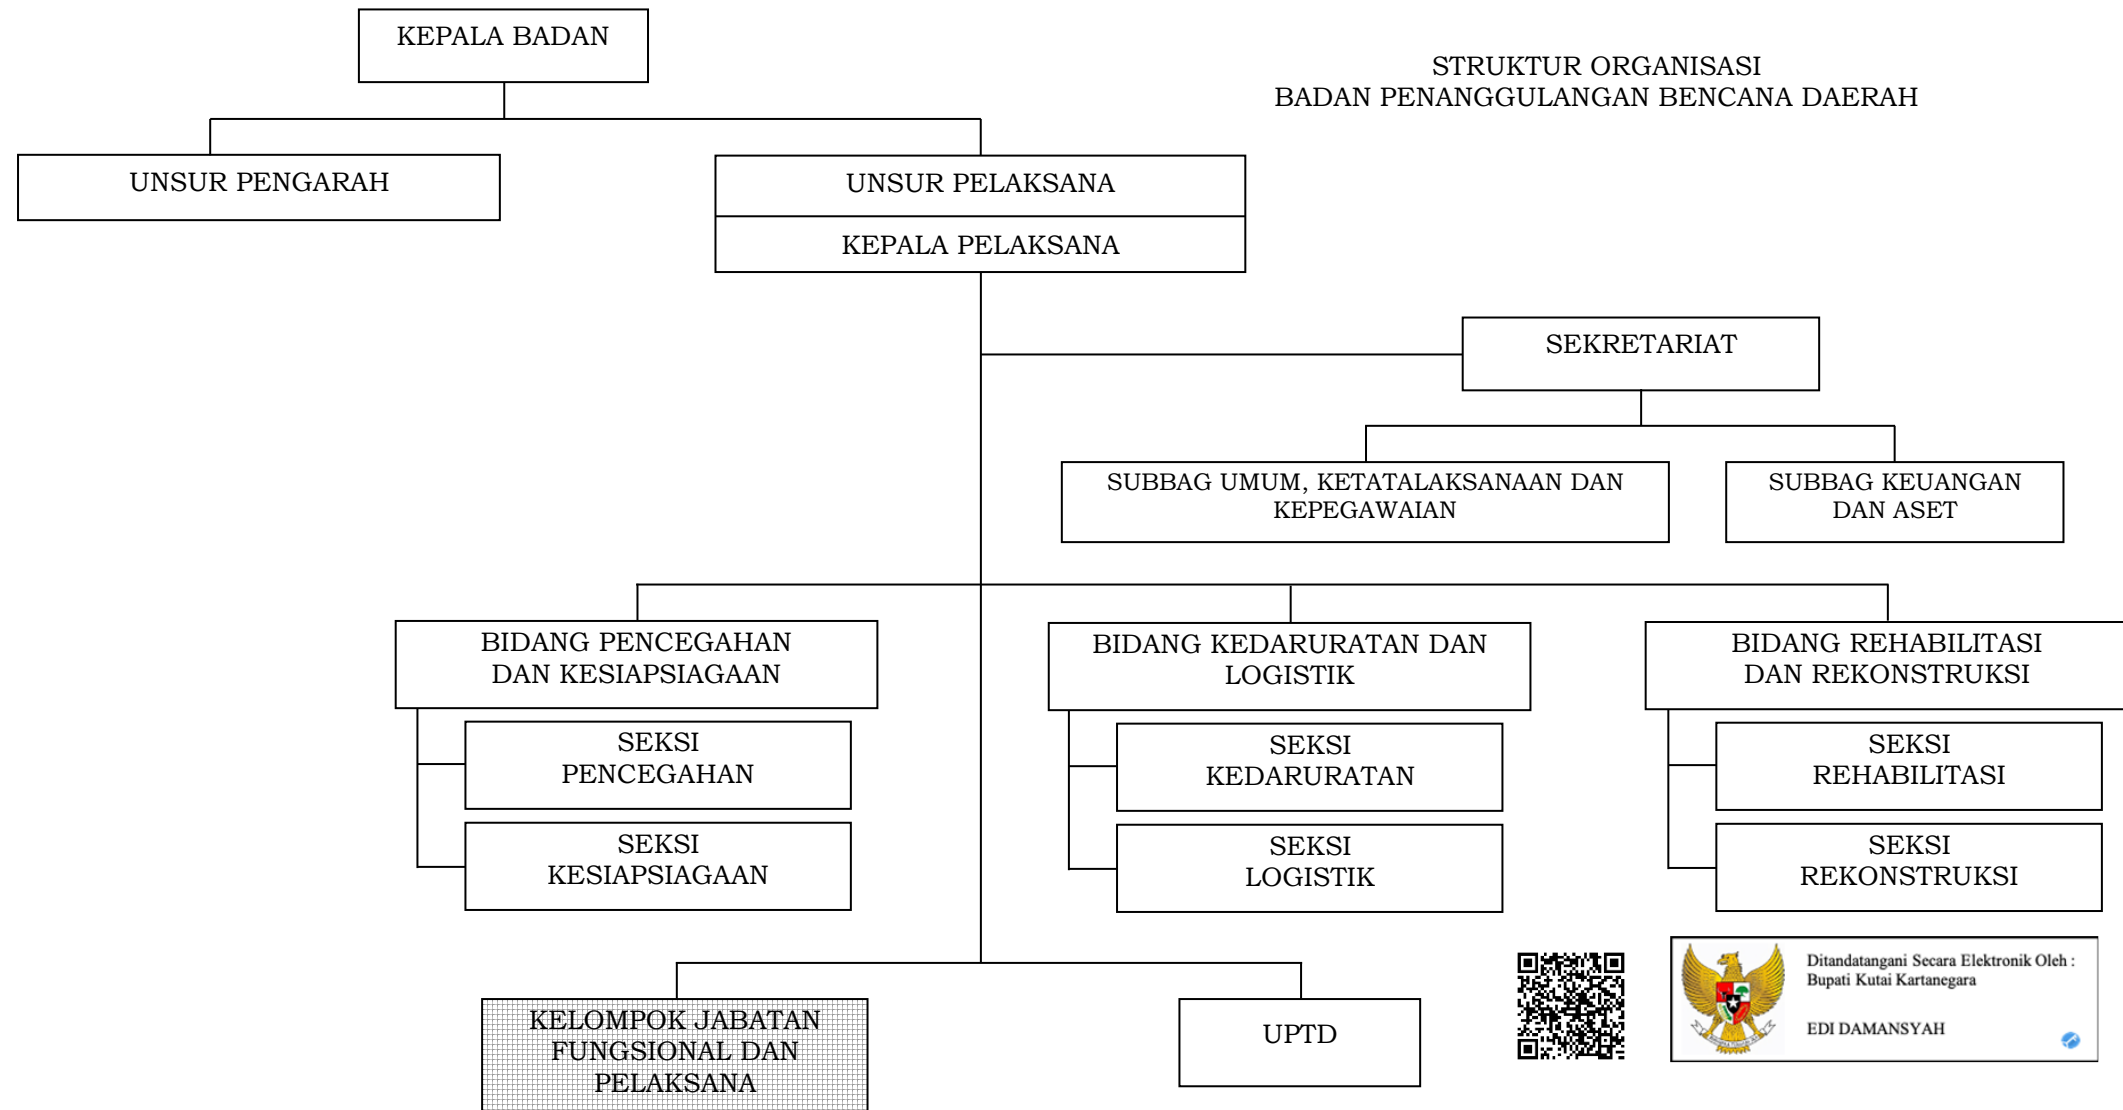 KEPALA BADAN
STRUKTUR ORGANISASI
BADAN PENANGGULANGAN BENCANA DAERAH
UNSUR PENGARAH
UNSUR PELAKSANA
KEPALA PELAKSANA
SEKRETARIAT
SUBBAG UMUM, KETATALAKSANAAN DAN
KEPEGAWAIAN
SUBBAG KEUANGAN
DAN ASET
BIDANG PENCEGAHAN
DAN KESIAPSIAGAAN
SEKSI
PENCEGAHAN
SEKSI
KESIAPSIAGAAN
BIDANG KEDARURATAN DAN
LOGISTIK
SEKSI
KEDARURATAN
SEKSI
LOGISTIK
BIDANG REHABILITASI
DAN REKONSTRUKSI
SEKSI
REHABILITASI
SEKSI
REKONSTRUKSI
KELOMPOK JABATAN
FUNGSIONAL DAN
PELAKSANA
UPTD
Ditandatangani Secara Elektronik Oleh :
Bupati Kutai Kartanegara
EDI DAMANSYAH